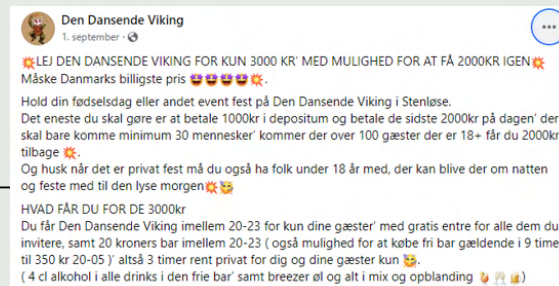 Den Dansende Viking
1. september ·
💥LEJ DEN DANSENDE VIKING FOR KUN 3000 KR' MED MULIGHED FOR AT FÅ 2000KR IGEN💥
Måske Danmarks billigste pris 🤩🤩🤩🤩💥.
Hold din fødselsdag eller andet event fest på Den Dansende Viking i Stenløse.
Det eneste du skal gøre er at betale 1000kr i depositum og betale de sidste 2000kr på dagen' der
skal bare komme minimum 30 mennesker' kommer der over 100 gæster der er 18+ får du 2000kr
tilbage 💥.
Og husk når det er privat fest må du også ha folk under 18 år med, der kan blive der om natten
og feste med til den lyse morgen💥🥳
HVAD FÅR DU FOR DE 3000kr
Du får Den Dansende Viking imellem 20-23 for kun dine gæster' med gratis entre for alle dem du
invitere, samt 20 kroners bar imellem 20-23 ( også mulighed for at købe fri bar gældende i 9 time
til 350 kr 20-05 )' altså 3 timer rent privat for dig og dine gæster kun 🥳.
( 4 cl alkohol i alle drinks i den frie bar' samt breezer øl og alt i mix og opblanding 🍹🥂🍻)